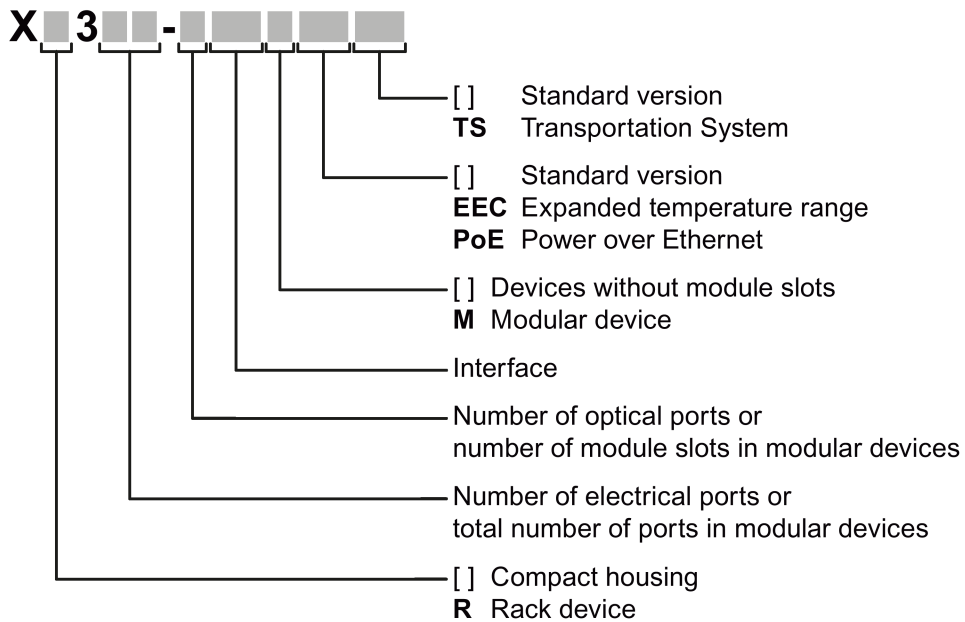 X 3 -
[ ] Standard version
TS Transportation System
[ ] Standard version
EEC Expanded temperature range
PoE Power over Ethernet
[ ] Devices without module slots
M Modular device
Interface
Number of optical ports or
number of module slots in modular devices
Number of electrical ports or
total number of ports in modular devices
[ ] Compact housing
R Rack device